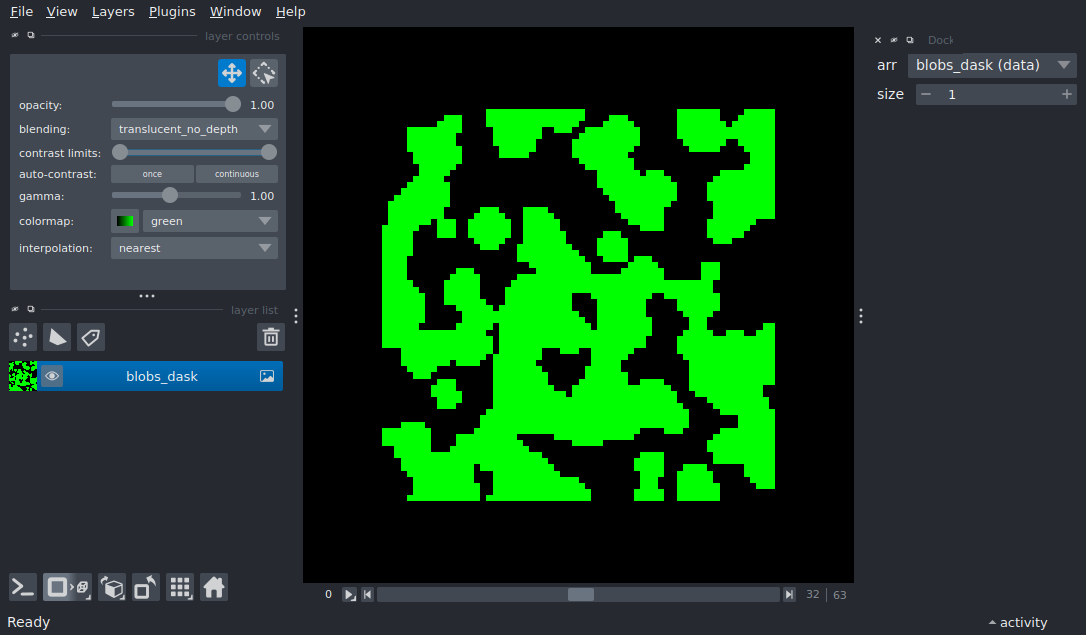 File View Layers Plugins Window Help
layer controls
opacity: 1.00
blending: translucent_no_depth
contrast limits:
auto-contrast: once continuous
gamma: 1.00
colormap: green
interpolation: nearest
layer list
blobs_dask
0 32 63
Ready
Dock
arr blobs_dask (data)
size 1
activity